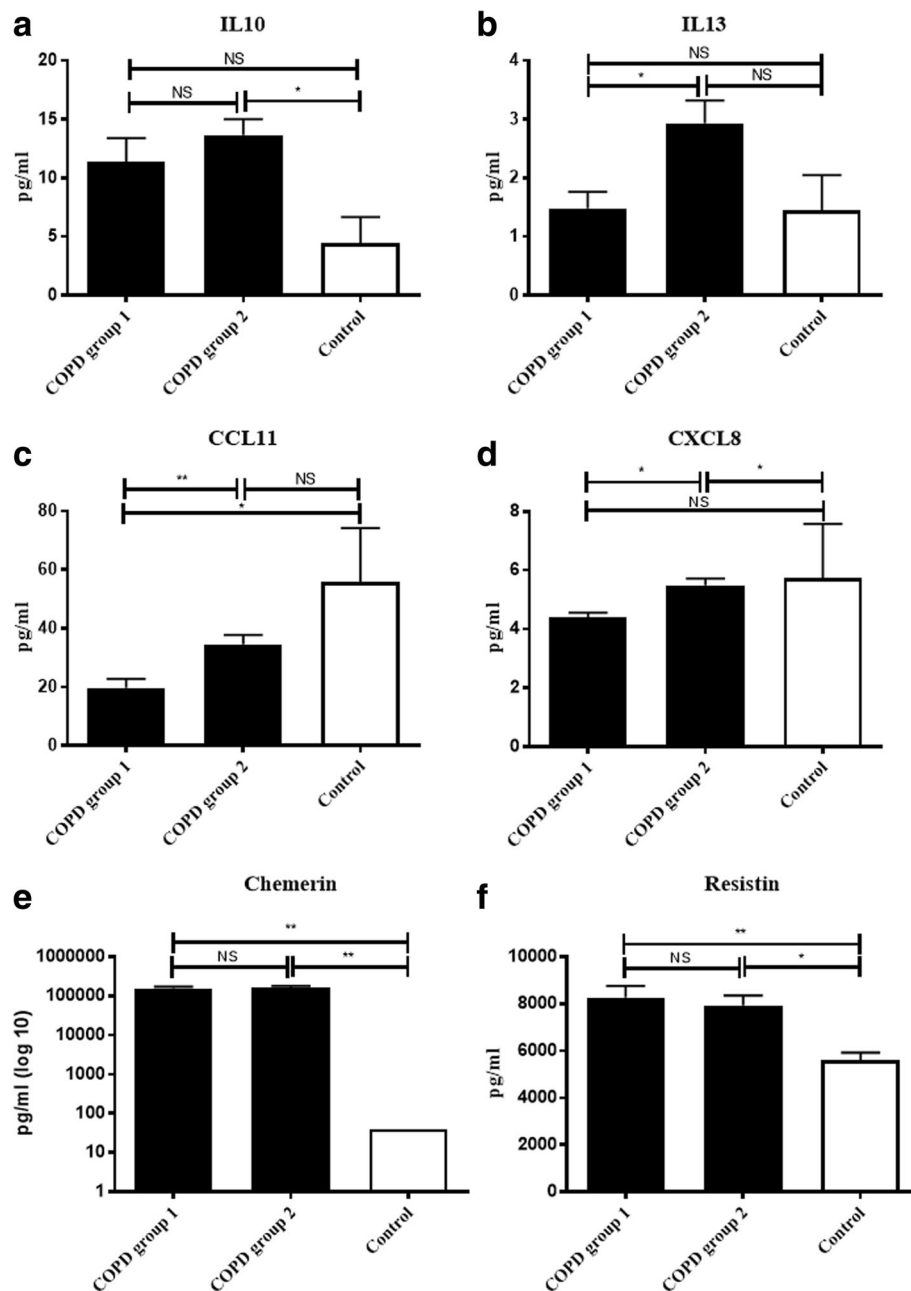 a
IL10
20
15
10
5
0
pg/ml
NS
NS
*
COPD group 1
COPD group 2
Control
b
IL13
4
3
2
1
0
pg/ml
NS
*
NS
COPD group 1
COPD group 2
Control
c
CCL11
80
60
40
20
0
pg/ml
**
NS
*
COPD group 1
COPD group 2
Control
d
CXCL8
8
6
4
2
0
pg/ml
*
*
NS
COPD group 1
COPD group 2
Control
e
Chemerin
1000000
100000
10000
1000
100
10
1
pg/ml (log 10)
**
NS
**
COPD group 1
COPD group 2
Control
f
Resistin
10000
8000
6000
4000
2000
0
pg/ml
**
NS
*
COPD group 1
COPD group 2
Control